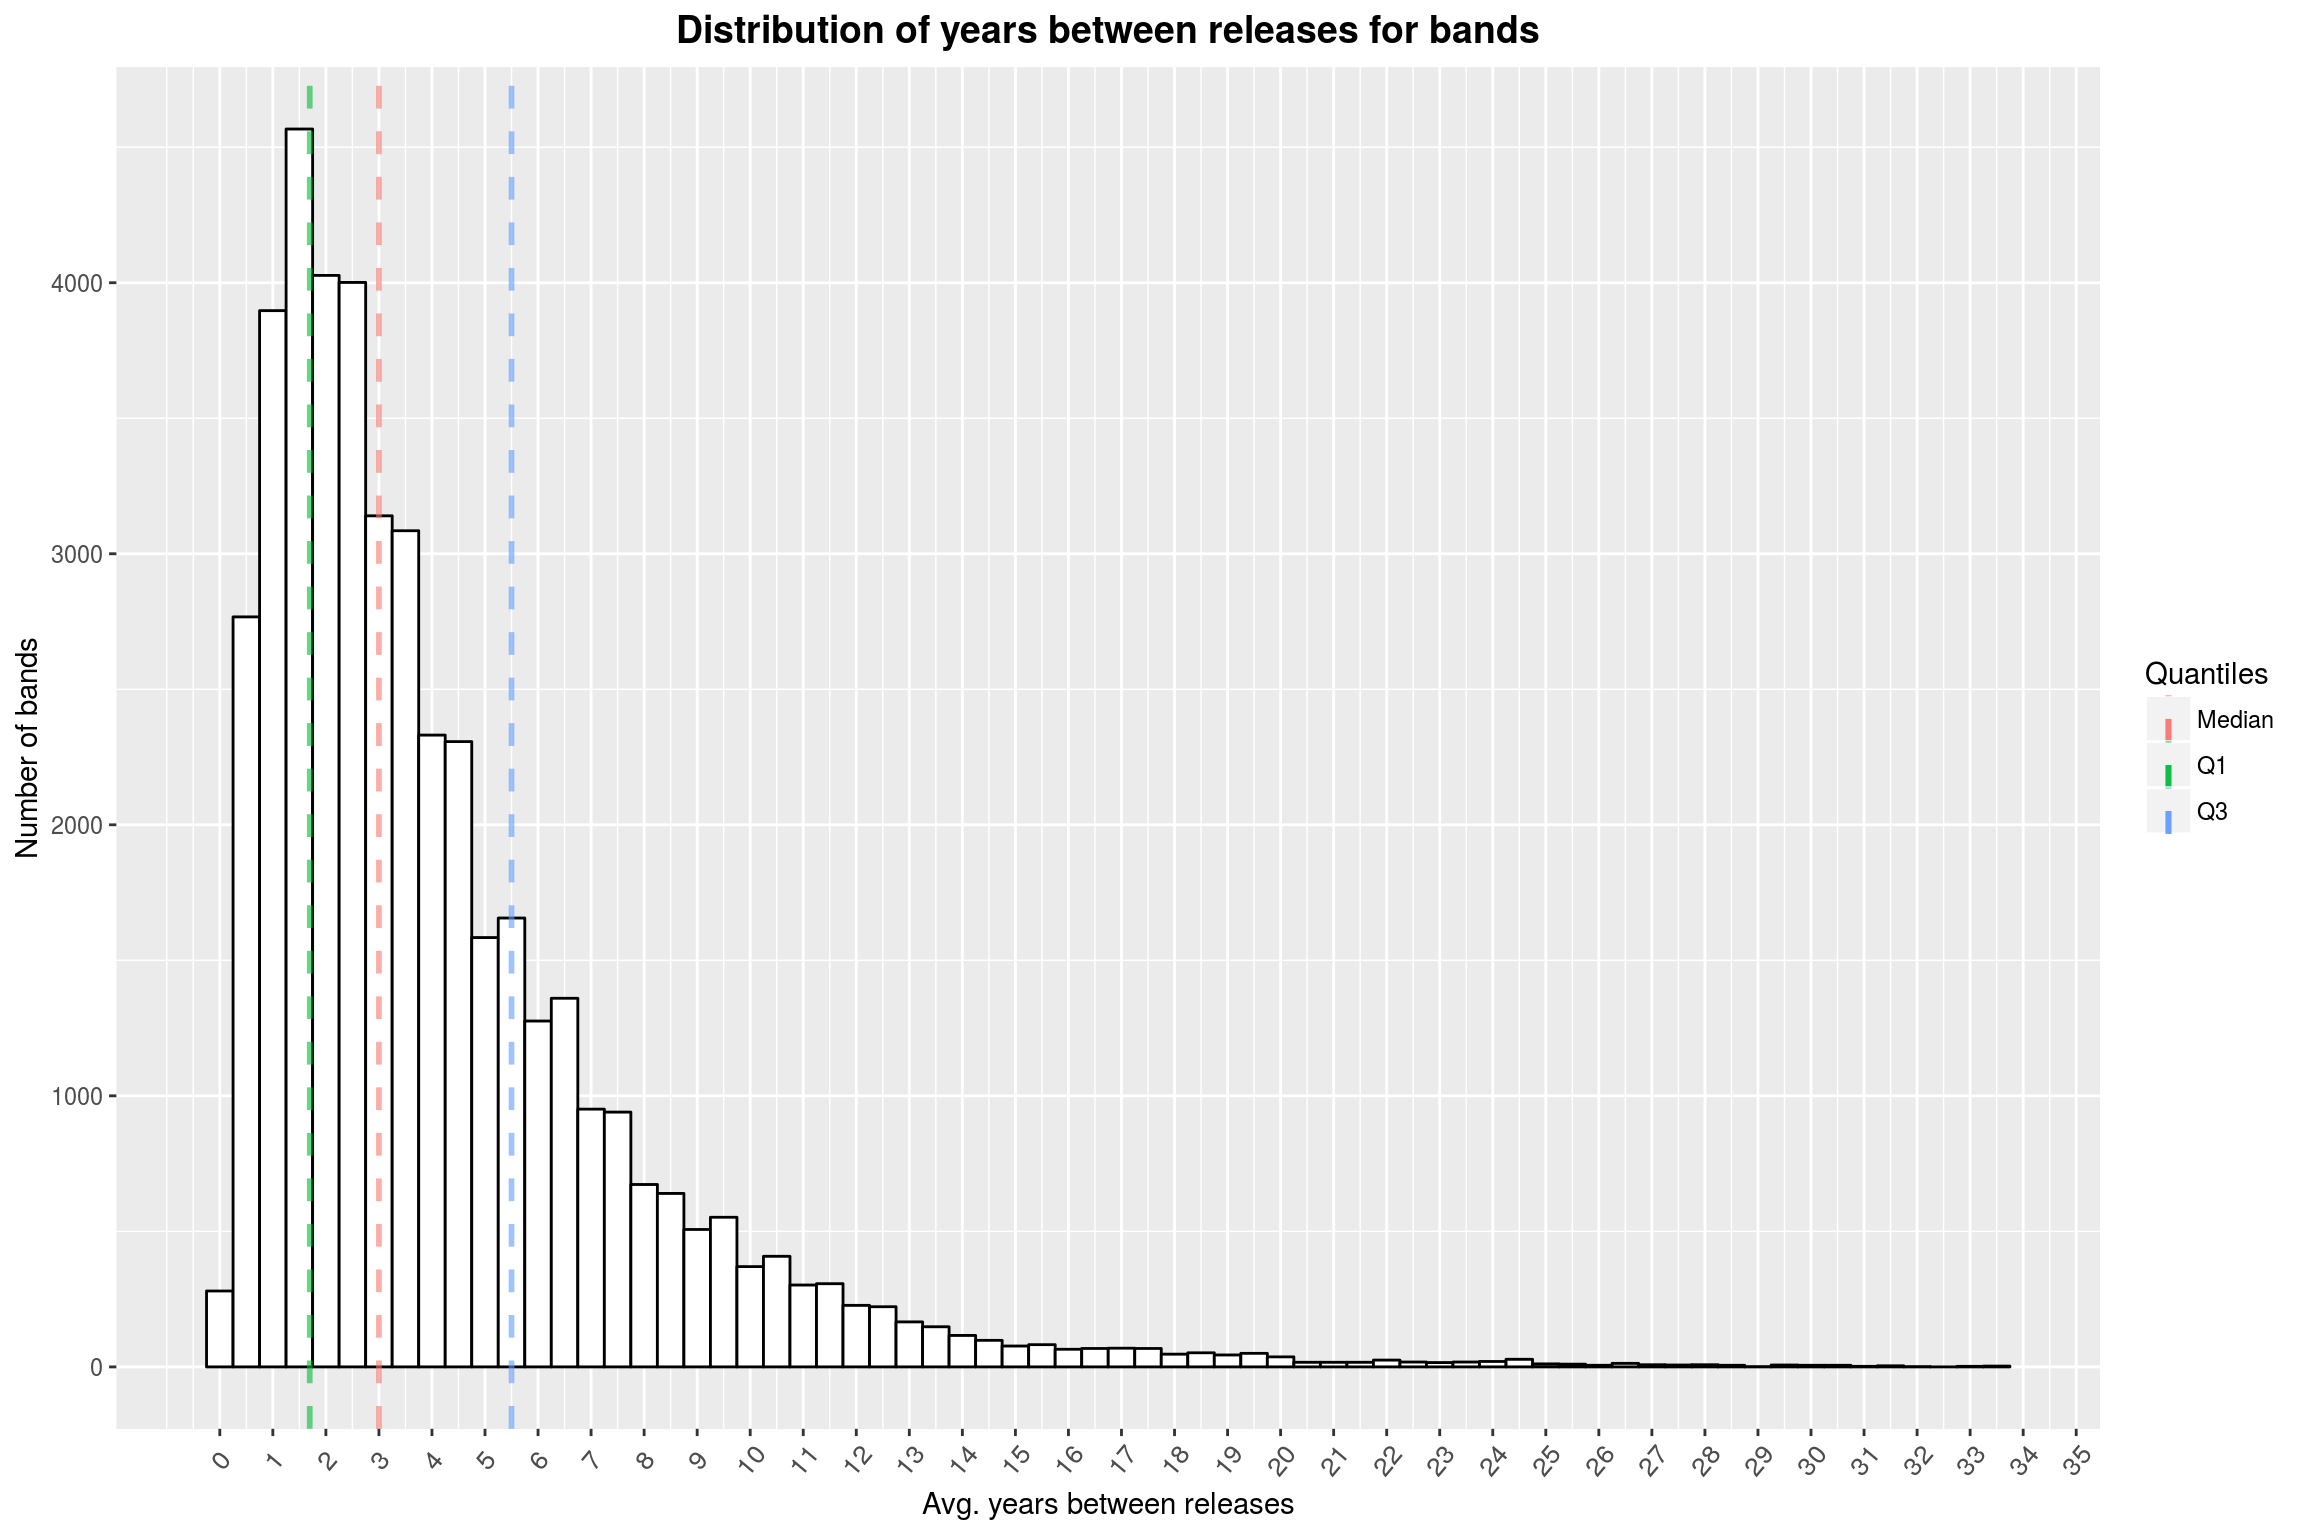 Distribution of years between releases for bands
Number of bands
4000
3000
2000
1000
0
0 1 2 3 4 5 6 7 8 9 10 11 12 13 14 15 16 17 18 19 20 21 22 23 24 25 26 27 28 29 30 31 32 33 34 35
Avg. years between releases
Quantiles
Median
Q1
Q3